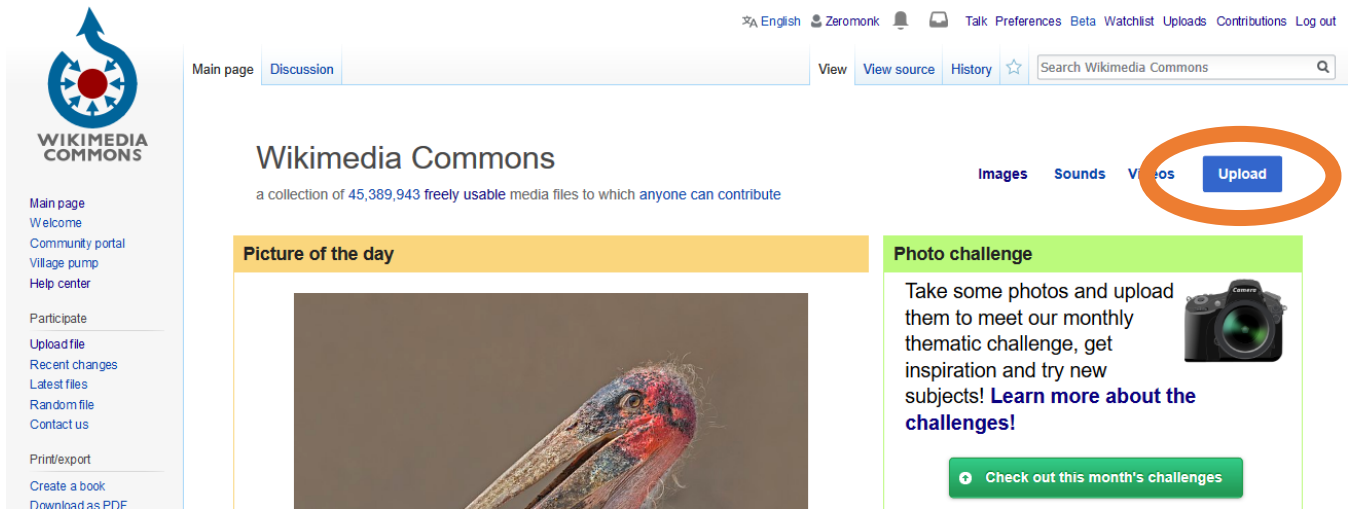 English Zeromonk Talk Preferences Beta Watchlist Uploads Contributions Log out
Main page Discussion View View source History Search Wikimedia Commons
WIKIMEDIA
COMMONS
Main page
Welcome
Community portal
Village pump
Help center
Participate
Upload file
Recent changes
Latest files
Random file
Contact us
Print/export
Create a book
Download as PDF
Wikimedia Commons
a collection of 45,389,943 freely usable media files to which anyone can contribute
Images Sounds Videos Upload
Picture of the day
Photo challenge
Take some photos and upload
them to meet our monthly
thematic challenge, get
inspiration and try new
subjects! Learn more about the
challenges!
Camera
Check out this month's challenges